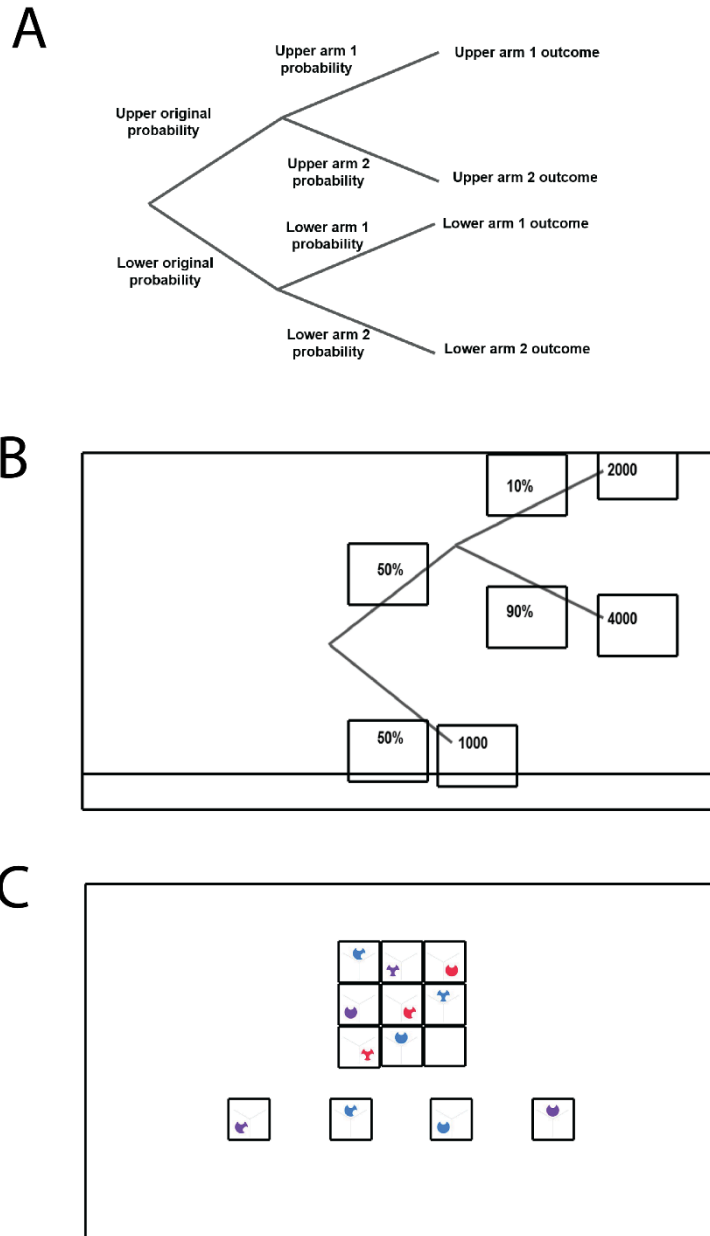 A
Upper arm 1
probability
Upper arm 1 outcome
Upper original
probability
Upper arm 2
probability
Upper arm 2 outcome
Lower arm 1
probability
Lower arm 1 outcome
Lower original
probability
Lower arm 2
probability
Lower arm 2 outcome
B
2000
10%
50%
90%
4000
50%
1000
C